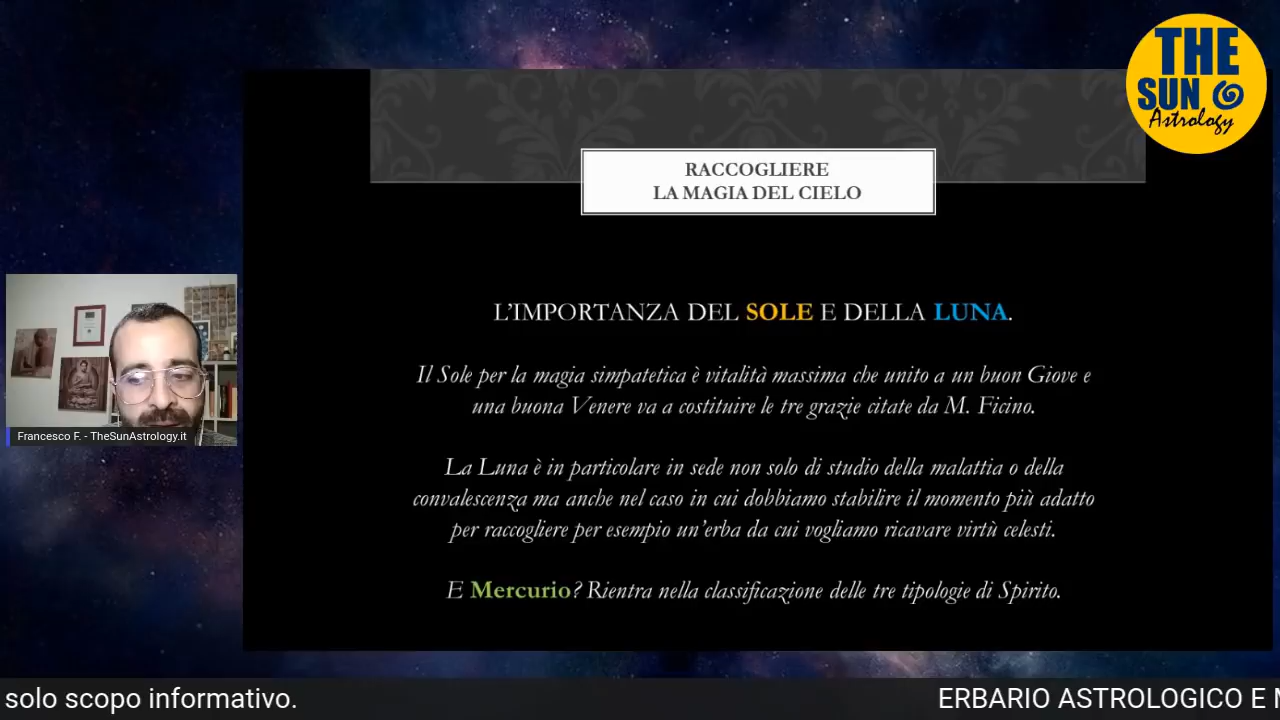 THE
SUN
Astrology
RACCOGLIERE
LA MAGIA DEL CIELO
L'IMPORTANZA DEL SOLE E DELLA LUNA.
Il Sole per la magia simpatetica è vitalità massima che unito a un buon Giove e
una buona Venere va a costituire le tre grazie citate da M. Ficino.
La Luna è in particolare in sede non solo di studio della malattia o della
convalescenza ma anche nel caso in cui dobbiamo stabilire il momento più adatto
per raccogliere per esempio un'erba da cui vogliamo ricavare virtù celesti.
E Mercurio? Rientra nella classificazione delle tre tipologie di Spirito.
Francesco F. - TheSunAstrology.it
solo scopo informativo.
ERBARIO ASTROLOGICO E